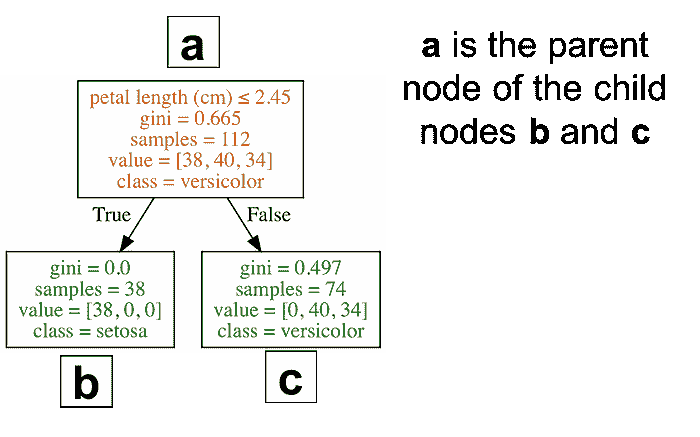 a
a is the parent
node of the child
nodes b and c
petal length (cm) ≤ 2.45
gini = 0.665
samples = 112
value = [38, 40, 34]
class = versicolor
True
False
gini = 0.0
samples = 38
value = [38, 0, 0]
class = setosa
gini = 0.497
samples = 74
value = [0, 40, 34]
class = versicolor
b
c